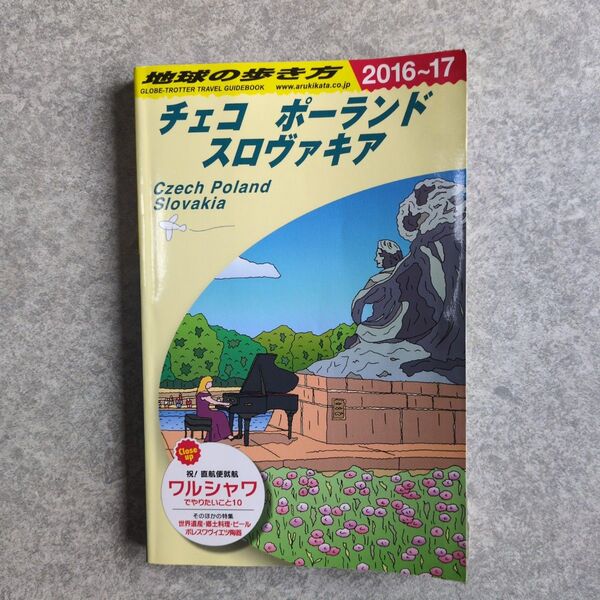 地球の歩き方
2016~17
GLOBE-TROTTER TRAVEL GUIDEBOOK
www.arukikata.co.jp
チェコ ポーランド
スロヴァキア
Czech Poland
Slovakia
Close up
祝! 直航便就航
ワルシャワ
でやりたいこと10
そのほかの特集
世界遺産・郷土料理・ビール
ボレスワヴィエツ陶器